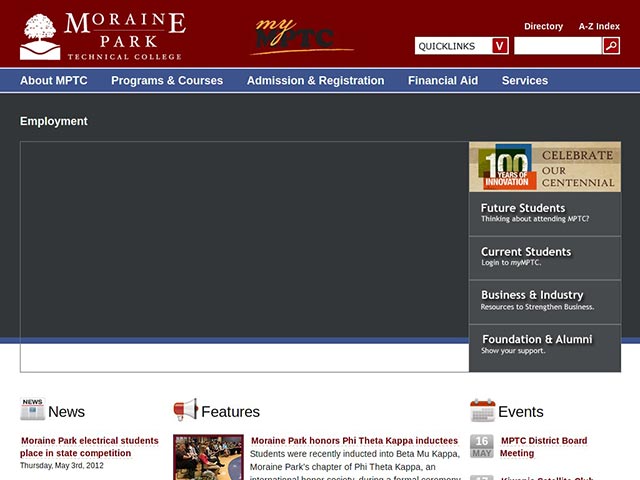 MORAINE
PARK
TECHNICAL COLLEGE
my
MPTC
Directory A-Z Index
QUICKLINKS V
About MPTC Programs & Courses Admission & Registration Financial Aid Services
Employment
100
YEARS OF
INNOVATION
CELEBRATE
OUR
CENTENNIAL
Future Students
Thinking about attending MPTC?
Current Students
Login to myMPTC.
Business & Industry
Resources to Strengthen Business.
Foundation & Alumni
Show your support.
NEWS
News
Moraine Park electrical students
place in state competition
Thursday, May 3rd, 2012
Features
Moraine Park honors Phi Theta Kappa inductees
Students were recently inducted into Beta Mu Kappa,
Moraine Park's chapter of Phi Theta Kappa, an
international honor society, during a formal ceremony
Events
16
MAY
MPTC District Board
Meeting
17
Kiwanis Satellite Club